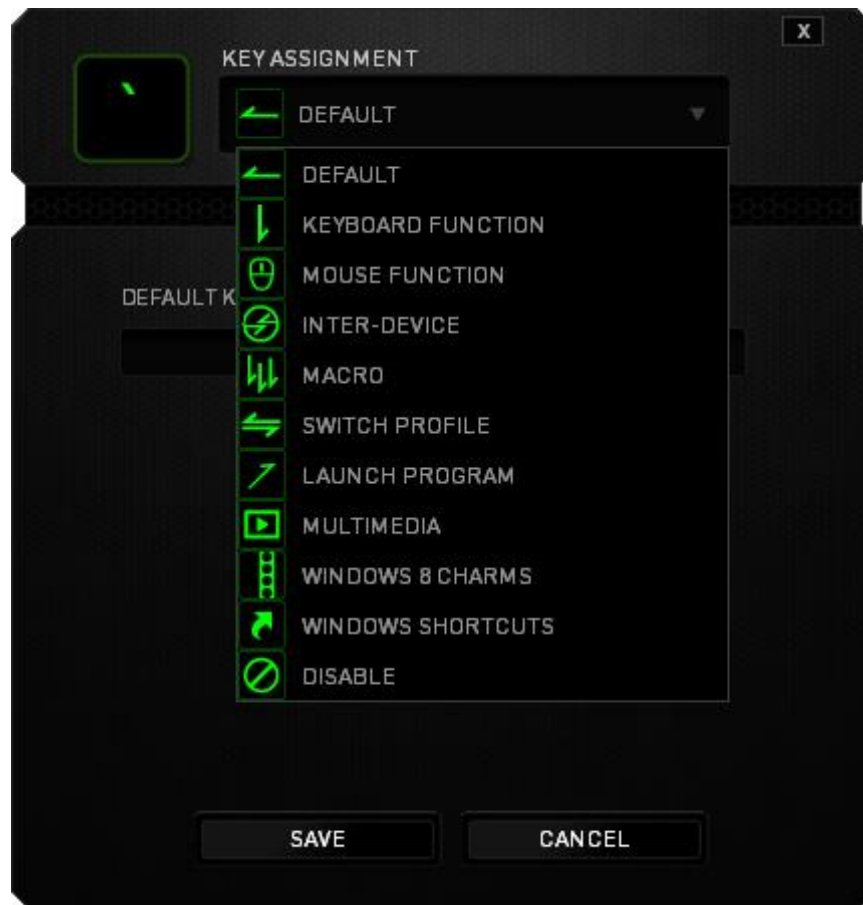 X
KEY ASSIGNMENT
`
DEFAULT
DEFAULT
KEYBOARD FUNCTION
MOUSE FUNCTION
DEFAULT K
INTER-DEVICE
MACRO
SWITCH PROFILE
LAUNCH PROGRAM
MULTIMEDIA
WINDOWS 8 CHARMS
WINDOWS SHORTCUTS
DISABLE
SAVE CANCEL